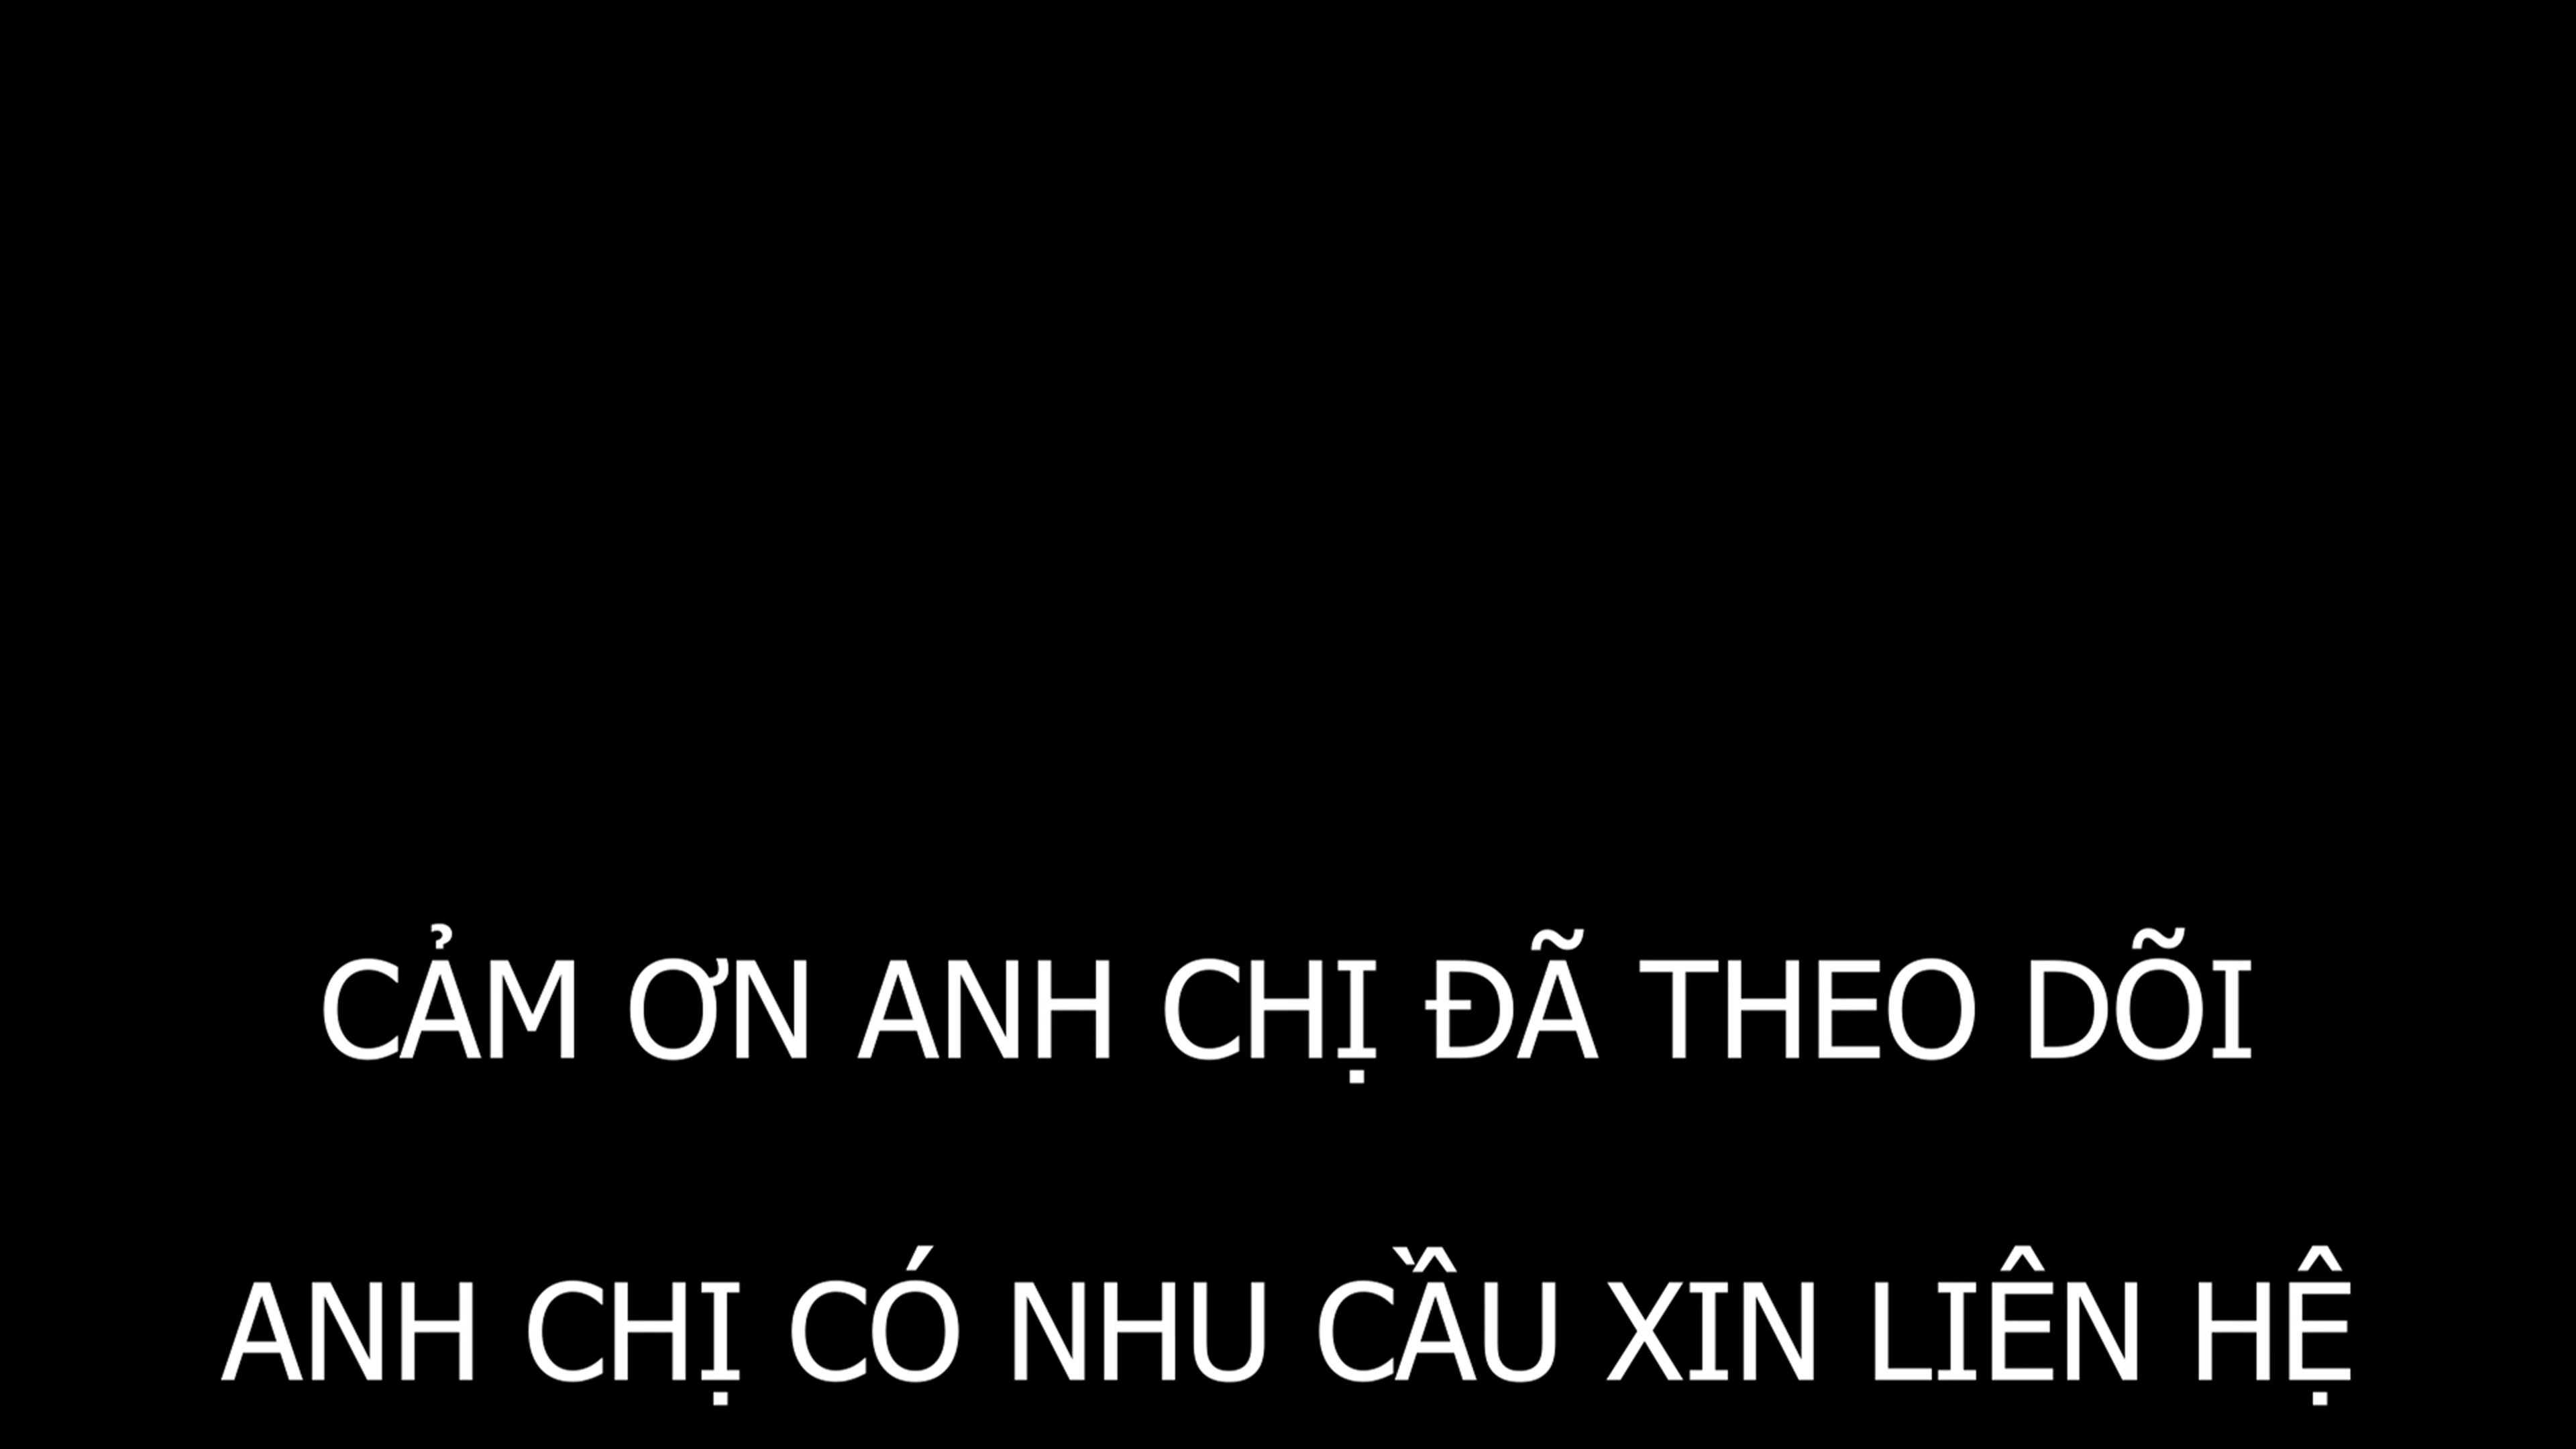 CẢM ƠN ANH CHỊ ĐÃ THEO DÕI
ANH CHỊ CÓ NHU CẦU XIN LIÊN HỆ